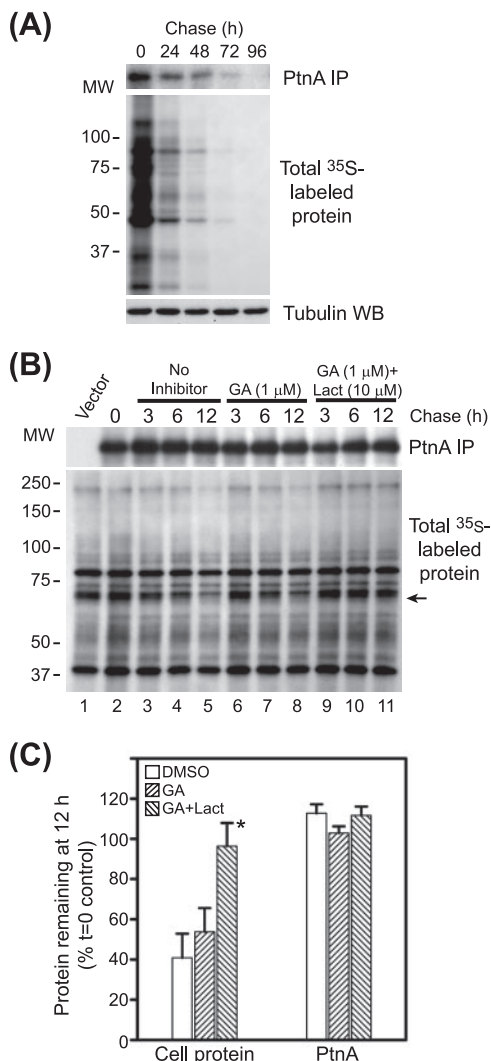 (A)
Chase (h)
0 24 48 72 96
PtnA IP
MW
100
75
50
37
Total ³⁵S-
labeled
protein
Tubulin WB
(B)
Vector
No
Inhibitor
GA (1 μM)
GA (1 μM)+
Lact (10 μM)
0 3 6 12 3 6 12 3 6 12 Chase (h)
MW
PtnA IP
250
150
100
75
50
37
Total ³⁵S-
labeled
protein
1 2 3 4 5 6 7 8 9 10 11
(C)
DMSO
GA
GA+Lact
*
Protein remaining at 12 h
(% t=0 control)
120
100
80
60
40
20
0
Cell protein PtnA